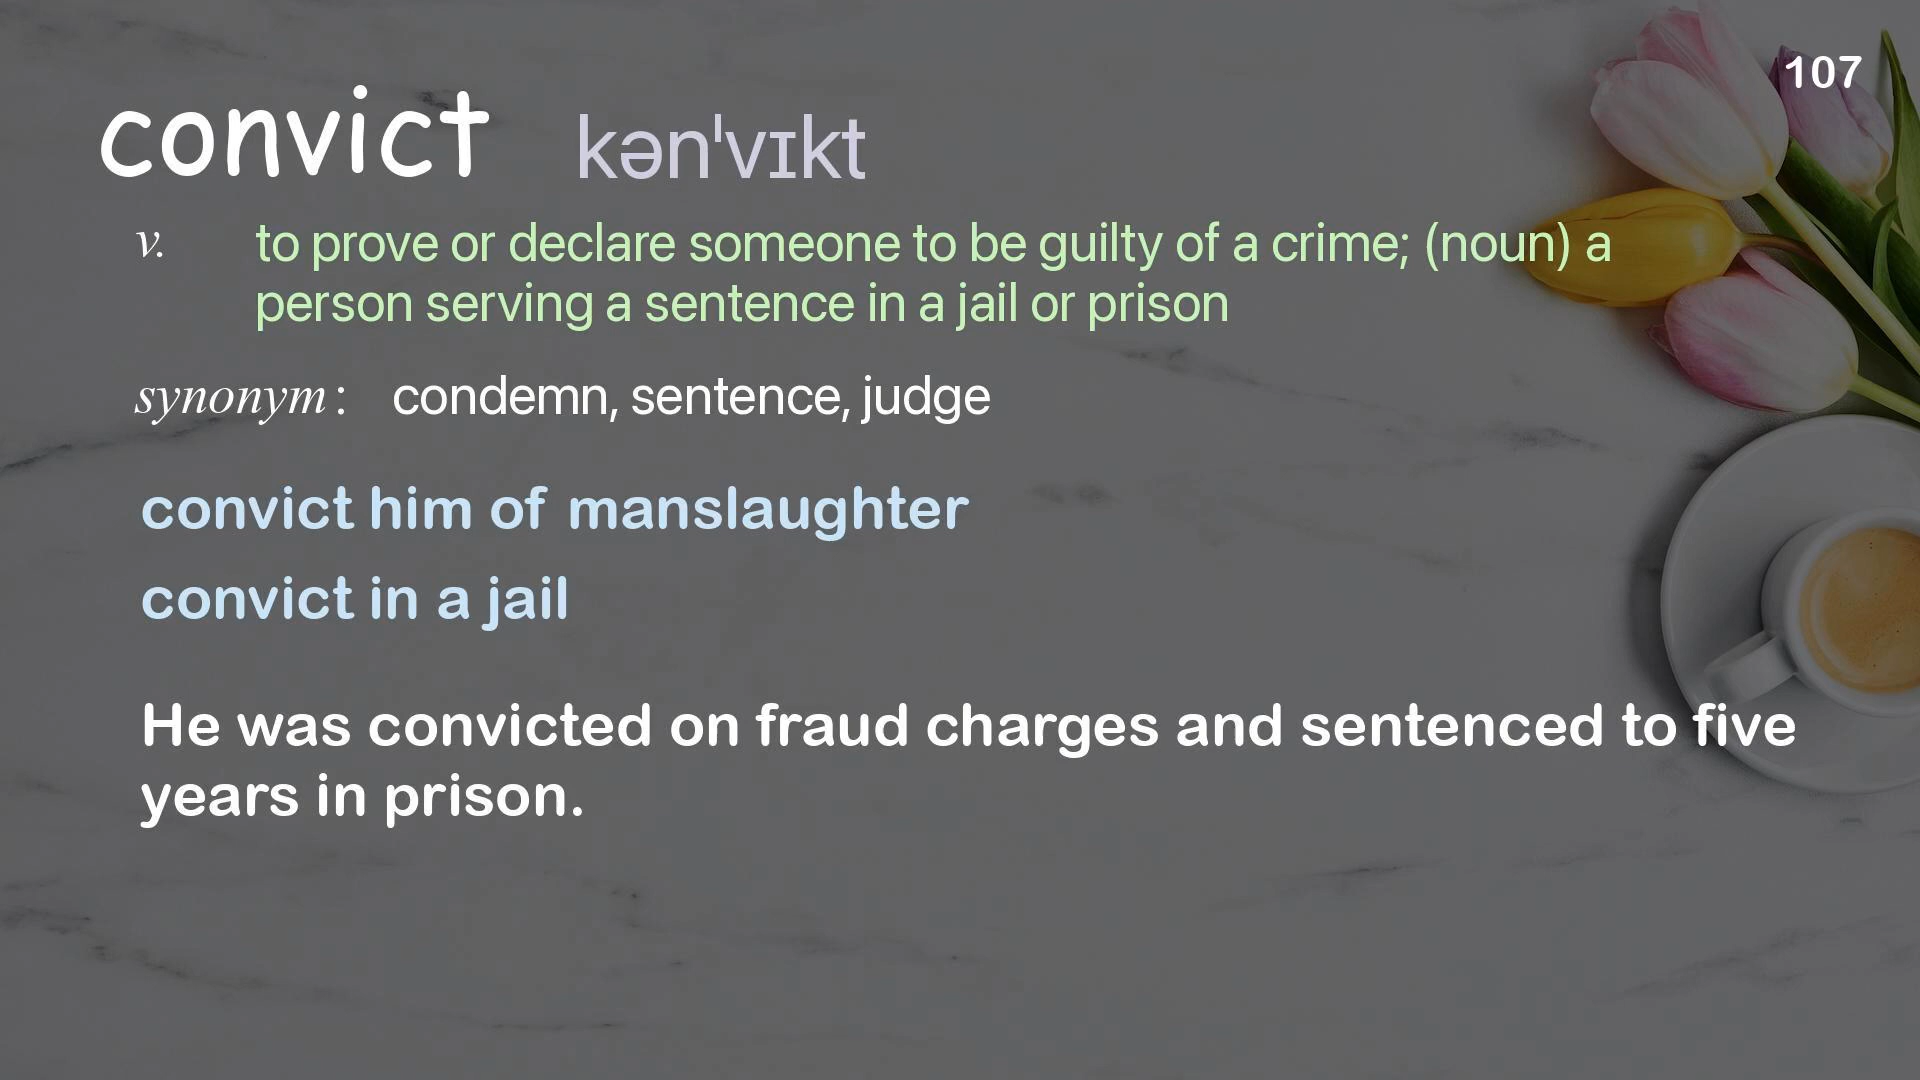 107
convict kən'vɪkt
v. to prove or declare someone to be guilty of a crime; (noun) a
person serving a sentence in a jail or prison
synonym: condemn, sentence, judge
convict him of manslaughter
convict in a jail
He was convicted on fraud charges and sentenced to five
years in prison.